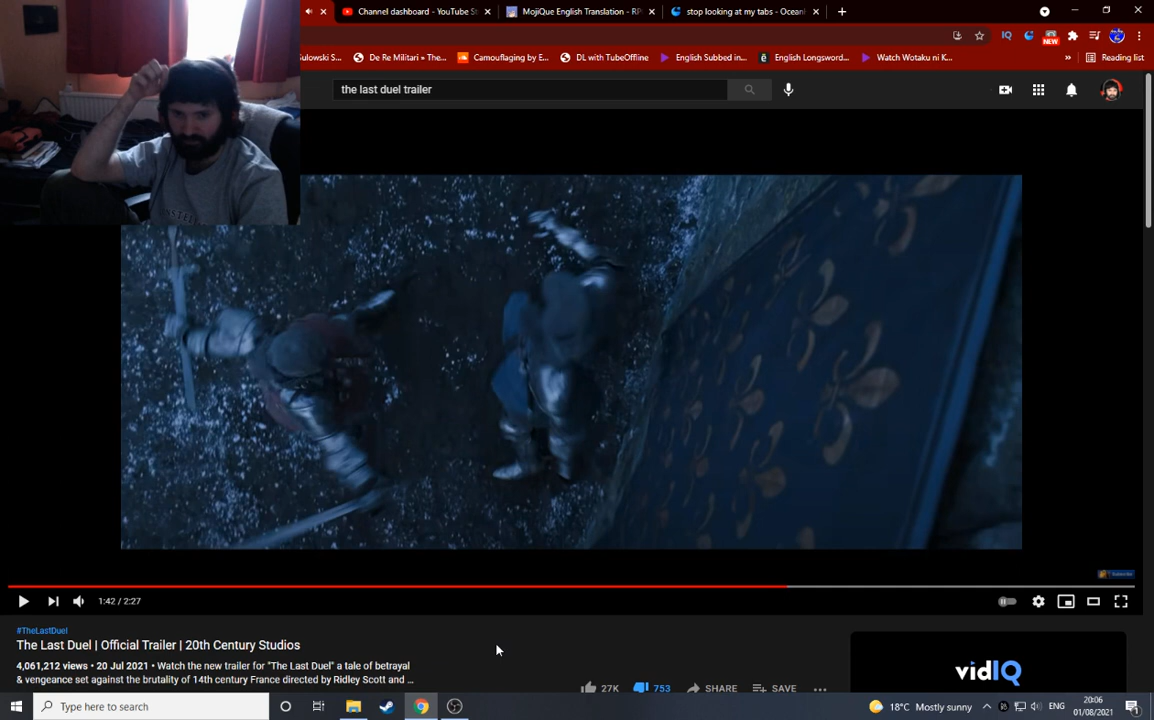 Channel dashboard - YouTube St
MojiQue English Translation - RP
stop looking at my tabs - Ocean
ulowski S...
De Re Militari » The...
Camouflaging by E...
DL with TubeOffline
English Subbed in...
English Longsword...
Watch Wotaku ni K...
»
Reading list
IQ
NEW
the last duel trailer
Subscribe
1:42 / 2:27
#TheLastDuel
The Last Duel | Official Trailer | 20th Century Studios
4,061,212 views • 20 Jul 2021 • Watch the new trailer for "The Last Duel" a tale of betrayal
& vengeance set against the brutality of 14th century France directed by Ridley Scott and ...
27K
753
SHARE
SAVE
vidIQ
Type here to search
18°C Mostly sunny
ENG
20:06
01/08/2021